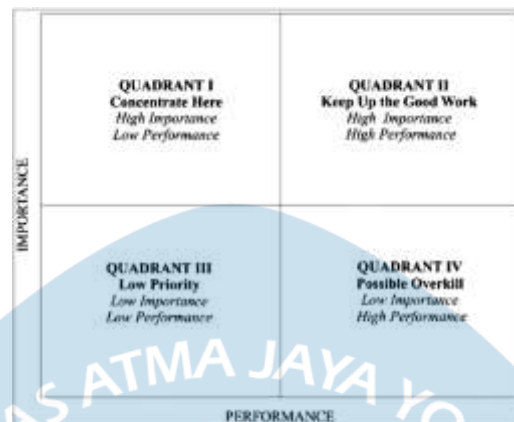 IMPORTANCE
QUADRANT I
Concentrate Here
High Importance
Low Performance
QUADRANT II
Keep Up the Good Work
High Importance
High Performance
QUADRANT III
Low Priority
Low Importance
Low Performance
QUADRANT IV
Possible Overkill
Low Importance
High Performance
AS ATMA JAYA YO
PERFORMANCE